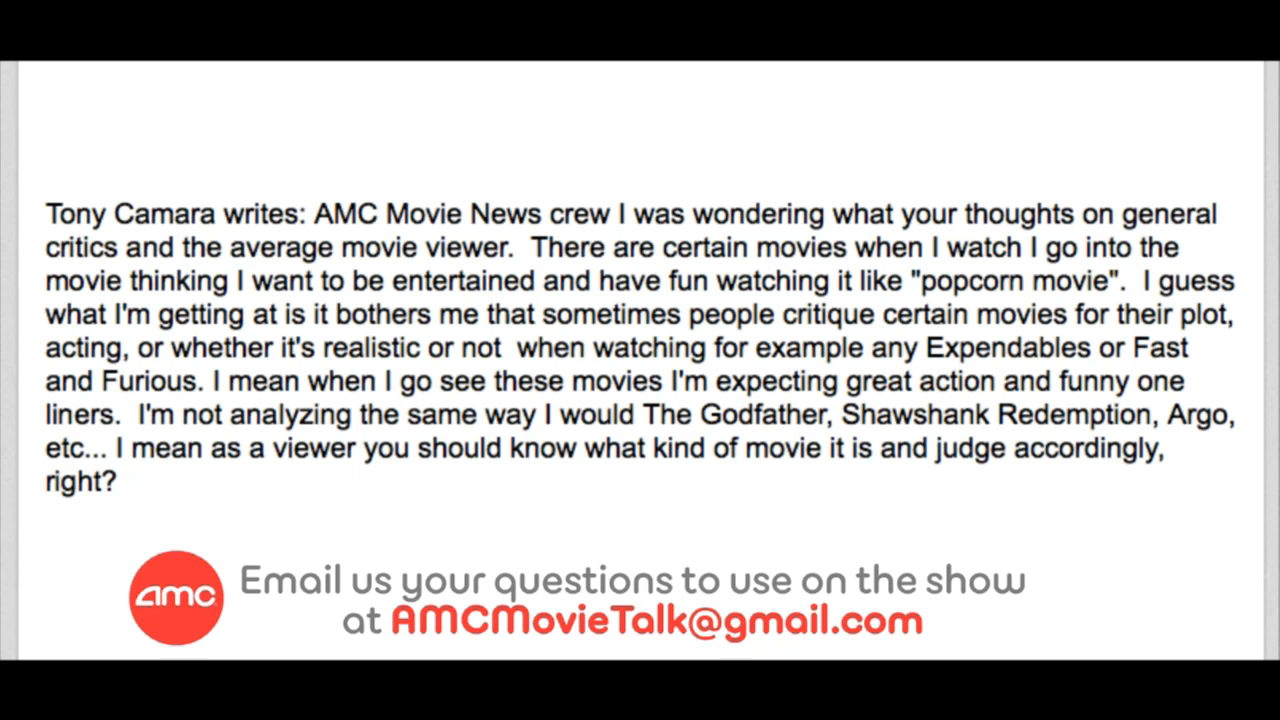 Tony Camara writes: AMC Movie News crew I was wondering what your thoughts on general
critics and the average movie viewer.  There are certain movies when I watch I go into the
movie thinking I want to be entertained and have fun watching it like "popcorn movie".  I guess
what I'm getting at is it bothers me that sometimes people critique certain movies for their plot,
acting, or whether it's realistic or not  when watching for example any Expendables or Fast
and Furious. I mean when I go see these movies I'm expecting great action and funny one
liners.  I'm not analyzing the same way I would The Godfather, Shawshank Redemption, Argo,
etc... I mean as a viewer you should know what kind of movie it is and judge accordingly,
right?
amc
Email us your questions to use on the show
at AMCMovieTalk@gmail.com